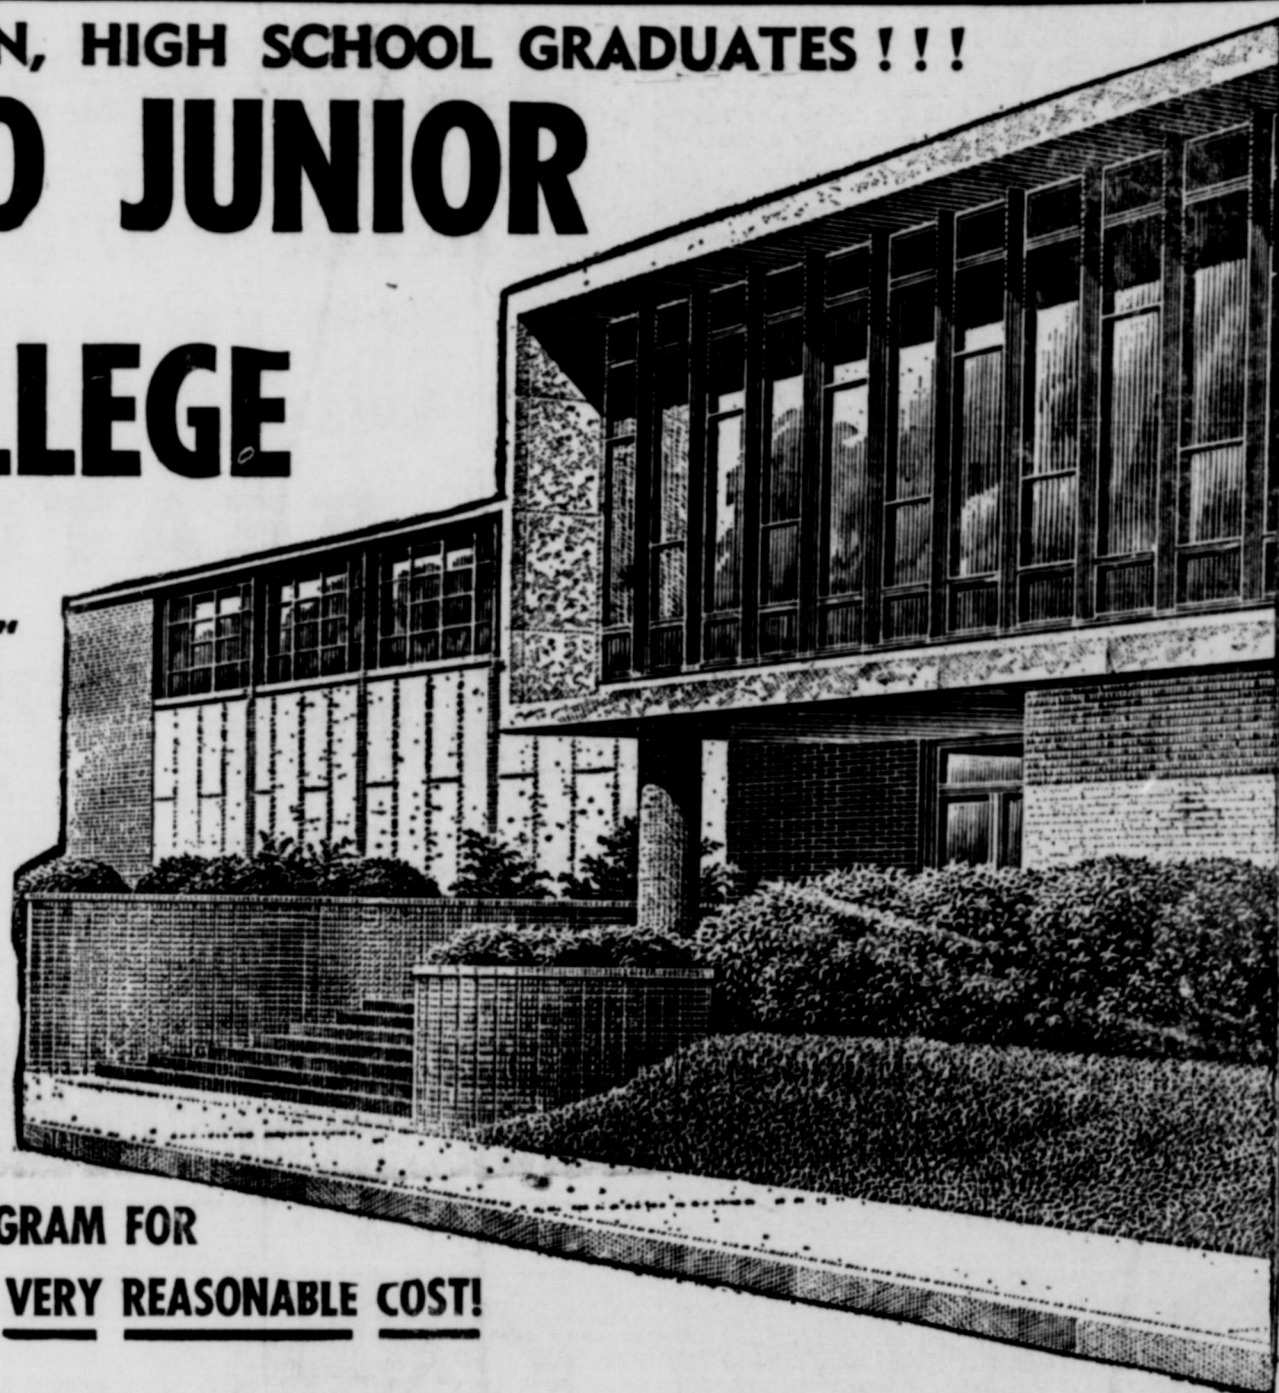 N, HIGH SCHOOL GRADUATES ! ! !
O JUNIOR
LLEGE
"
GRAM FOR
VERY REASONABLE COST!